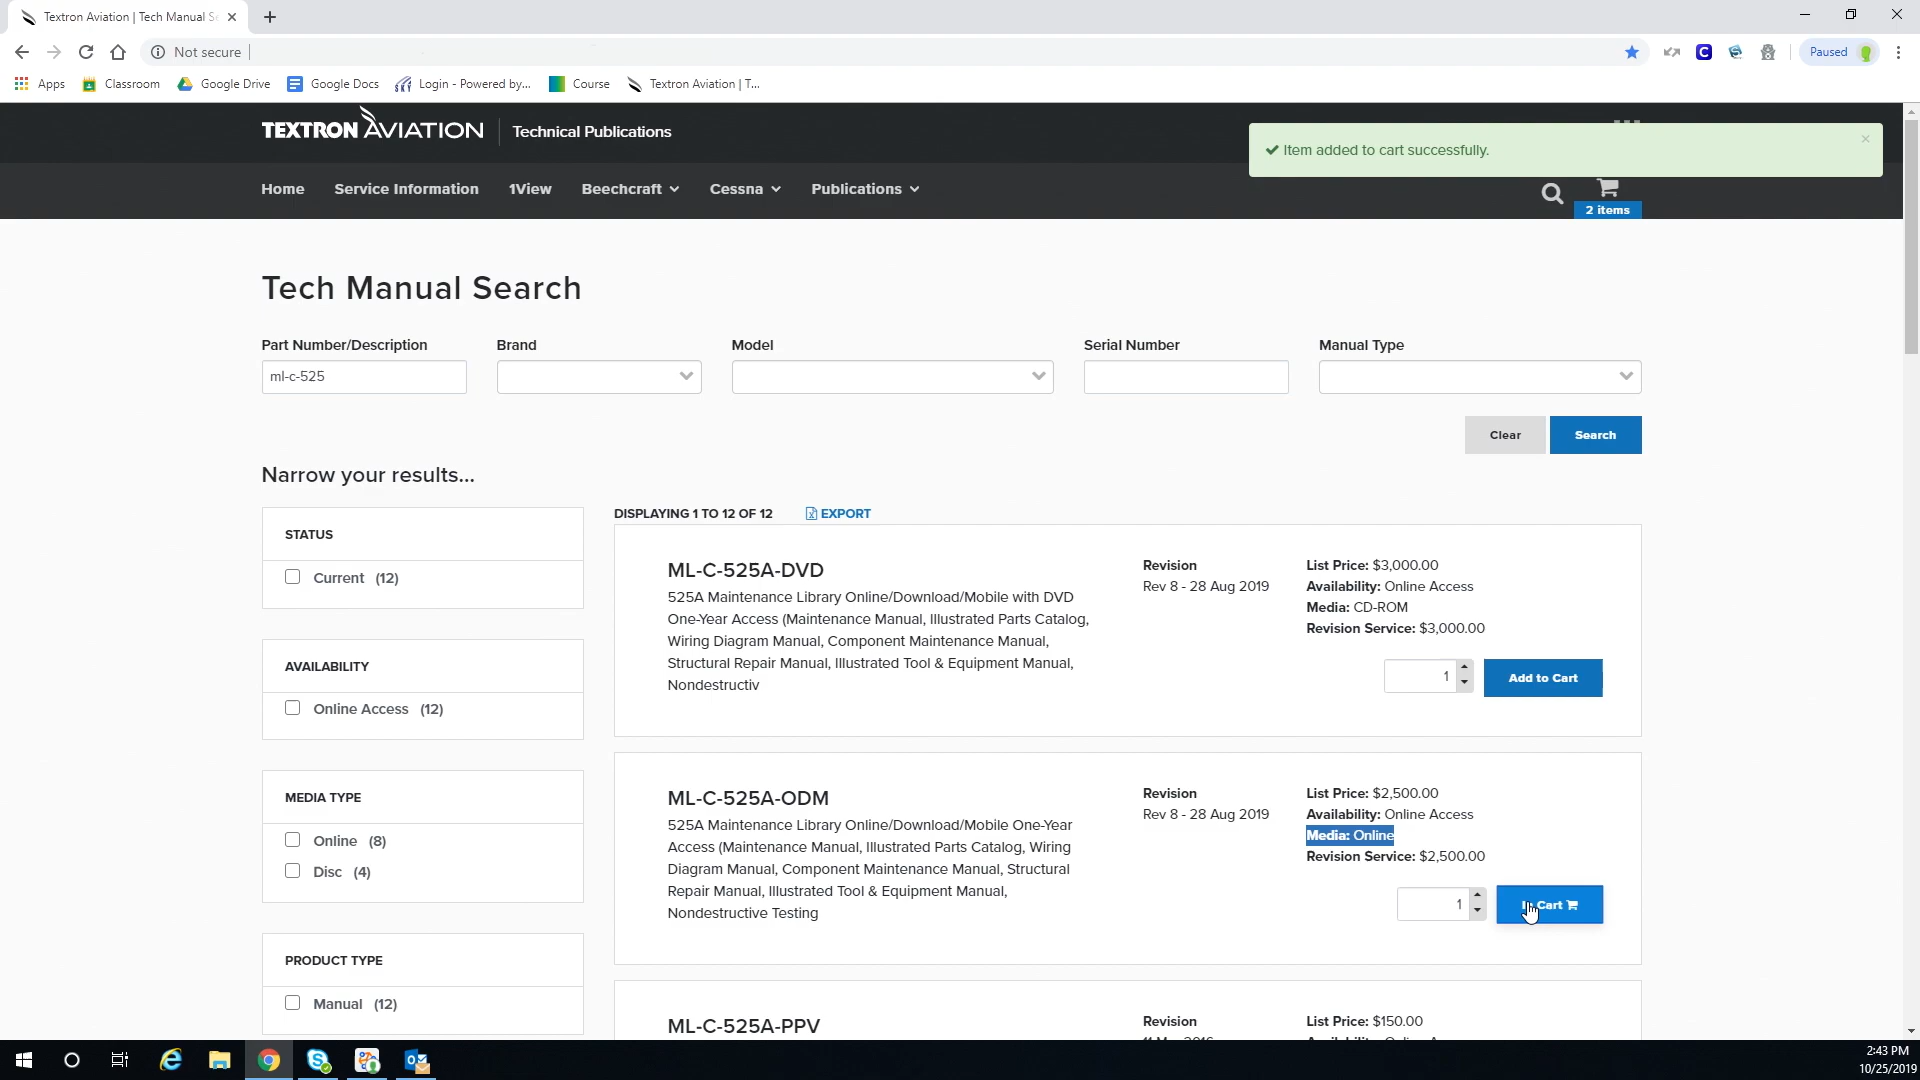 Textron Aviation | Tech Manual Se
Not secure
Paused
Apps
Classroom
Google Drive
Google Docs
Login - Powered by...
Course
Textron Aviation | T...
TEXTRON AVIATION
Technical Publications
Item added to cart successfully.
Home
Service Information
1View
Beechcraft
Cessna
Publications
2 items
Tech Manual Search
Part Number/Description
Brand
Model
Serial Number
Manual Type
ml-c-525
Clear
Search
Narrow your results...
STATUS
Current (12)
AVAILABILITY
Online Access (12)
MEDIA TYPE
Online (8)
Disc (4)
PRODUCT TYPE
Manual (12)
DISPLAYING 1 TO 12 OF 12
EXPORT
ML-C-525A-DVD
525A Maintenance Library Online/Download/Mobile with DVD
One-Year Access (Maintenance Manual, Illustrated Parts Catalog,
Wiring Diagram Manual, Component Maintenance Manual,
Structural Repair Manual, Illustrated Tool & Equipment Manual,
Nondestructiv
Revision
Rev 8 - 28 Aug 2019
List Price: $3,000.00
Availability: Online Access
Media: CD-ROM
Revision Service: $3,000.00
1
Add to Cart
ML-C-525A-ODM
525A Maintenance Library Online/Download/Mobile One-Year
Access (Maintenance Manual, Illustrated Parts Catalog, Wiring
Diagram Manual, Component Maintenance Manual, Structural
Repair Manual, Illustrated Tool & Equipment Manual,
Nondestructive Testing
Revision
Rev 8 - 28 Aug 2019
List Price: $2,500.00
Availability: Online Access
Media: Online
Revision Service: $2,500.00
1
In Cart
ML-C-525A-PPV
Revision
List Price: $150.00
2:43 PM
10/25/2019